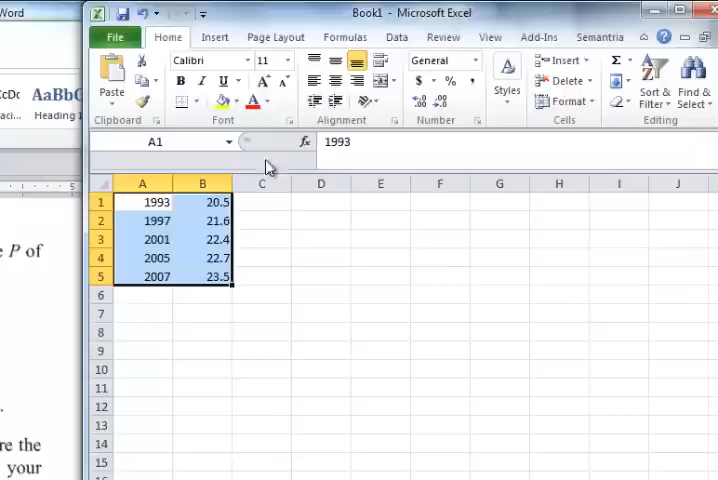 Word
Book1 - Microsoft Excel
File Home Insert Page Layout Formulas Data Review View Add-Ins Semantria
Calibri 11 General Σ
B I U A A $ % , Insert
Delete
Format
Paste Styles Sort & Find &
Filter Select
Clipboard Font Alignment Number Cells Editing
AaBbC
Heading 1
A1 fx 1993
A B C D E F G H I J
1 1993 20.5
2 1997 21.6
3 2001 22.4
4 2005 22.7
5 2007 23.5
6
7
8
9
10
11
12
13
14
15
P of
.
re the
your